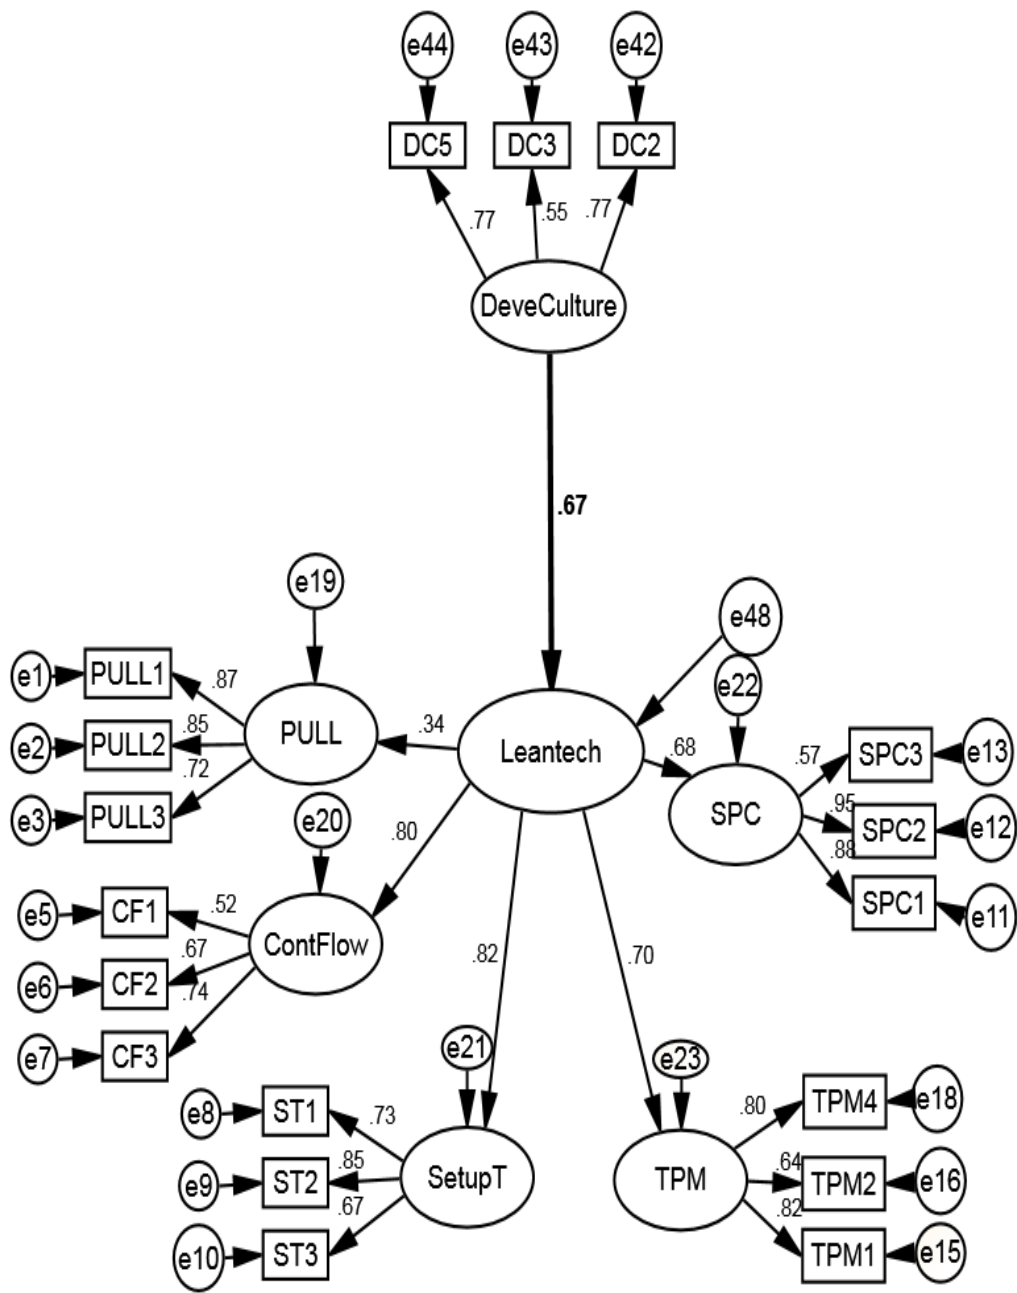 e44 e43 e42
DC5 DC3 DC2
.77 .55 .77
DeveCulture
.67
e19
e48
e1 PULL1 .87
e22
PULL .34 Leantech .68
e2 PULL2 .85
.57 SPC3 e13
.72
e3 PULL3
e20
.80
SPC
.95 SPC2 e12
.88
e5 CF1 .52
SPC1 e11
ContFlow
.67
.82 .70
e6 CF2 .74
e7 CF3
e21 e23
e8 ST1 .73
.80 TPM4 e18
e9 ST2 .85
SetupT TPM
.64 TPM2 e16
.67
.82
e10 ST3
TPM1 e15